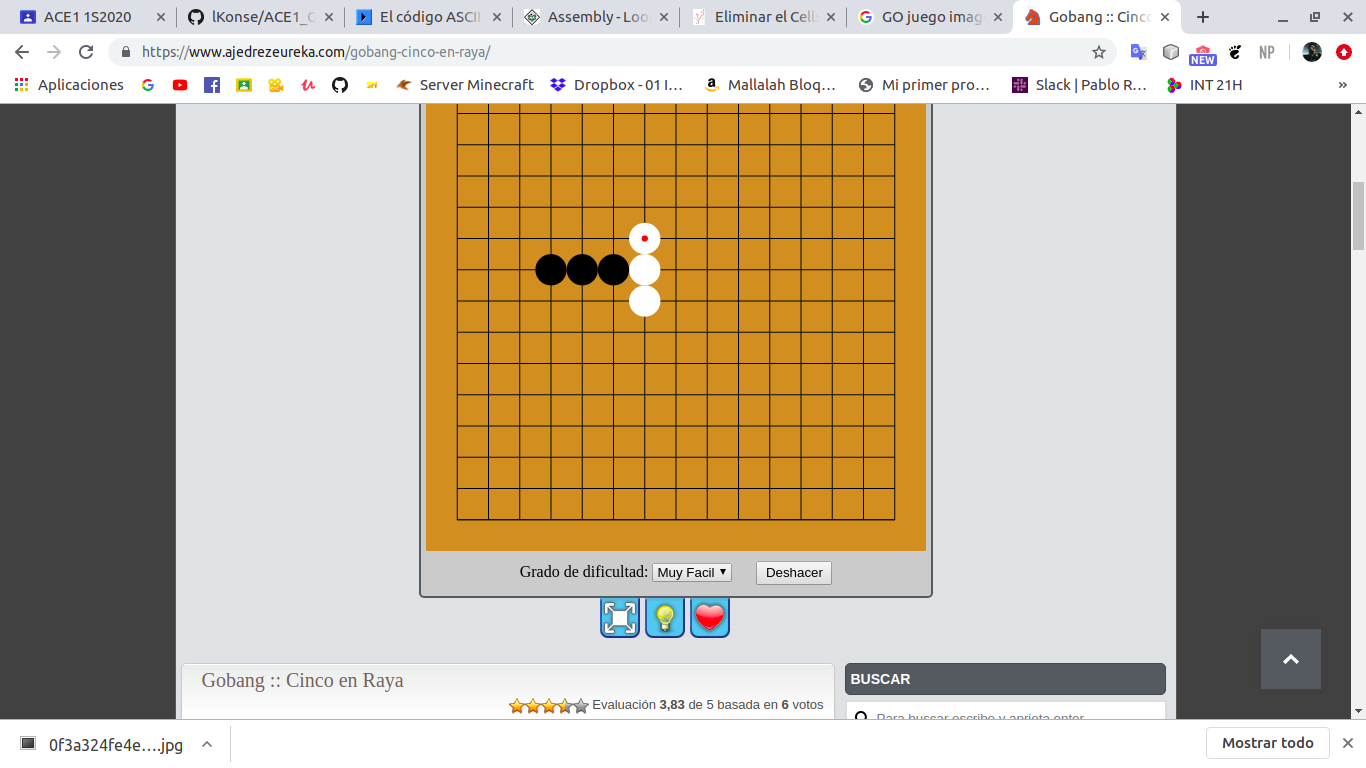 ACE1 1S2020
lKonse/ACE1_C
El código ASCII
Assembly - Loo
Eliminar el Cells
GO juego imag
Gobang :: Cinco
https://www.ajedrezeureka.com/gobang-cinco-en-raya/
NEW
NP
Aplicaciones
Server Minecraft
Dropbox - 01 I…
Mallalah Bloq…
Mi primer pro…
Slack | Pablo R…
INT 21H
»
Grado de dificultad: Muy Facil Deshacer
Gobang :: Cinco en Raya
Evaluación 3,83 de 5 basada en 6 votos
BUSCAR
Para buscar escribe y aprieta enter
0f3a324fe4e….jpg
Mostrar todo